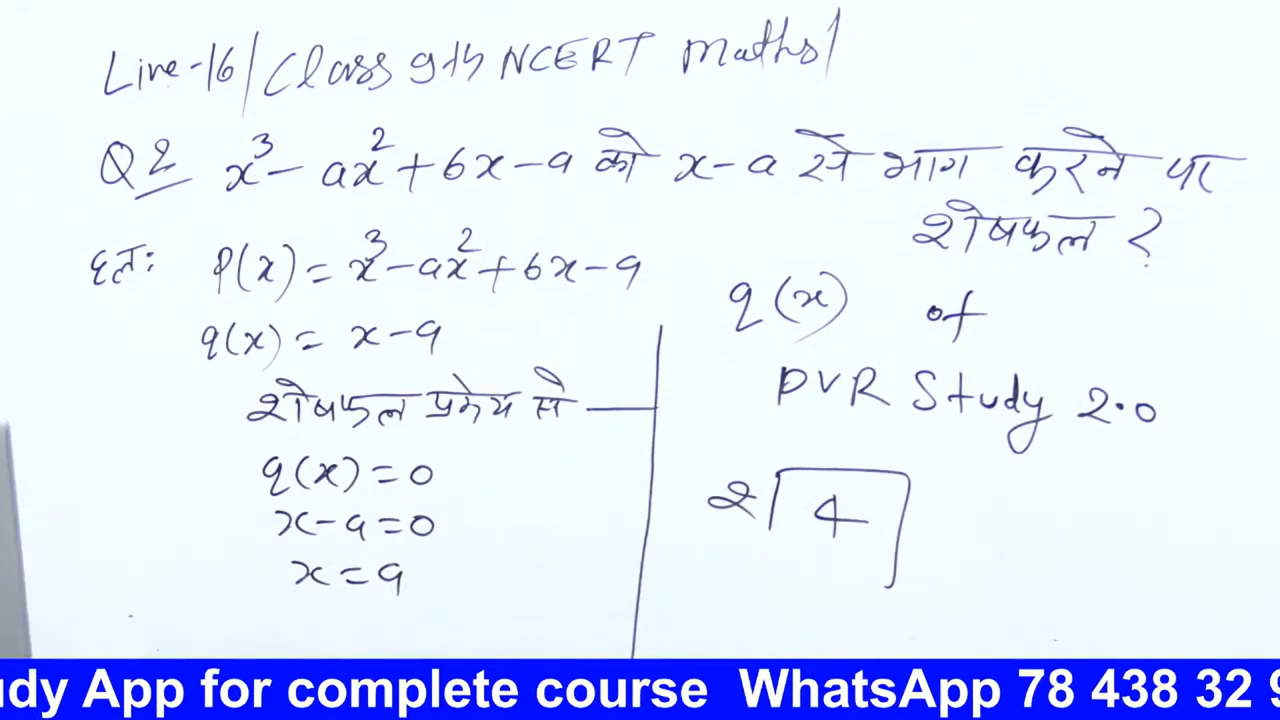 Live-16/Class 9th NCERT Maths/
Q2 x³-ax²+6x-a को x-a से भाग करने पर
शेषफल ?
हल: P(x)=x³-ax²+6x-a
q(x)= x-a
शेषफल प्रमेय से —
q(x)=0
x-a=0
x=a
q(x) of
PVR Study 2.0
2 4
udy App for complete course WhatsApp 78 438 32 9